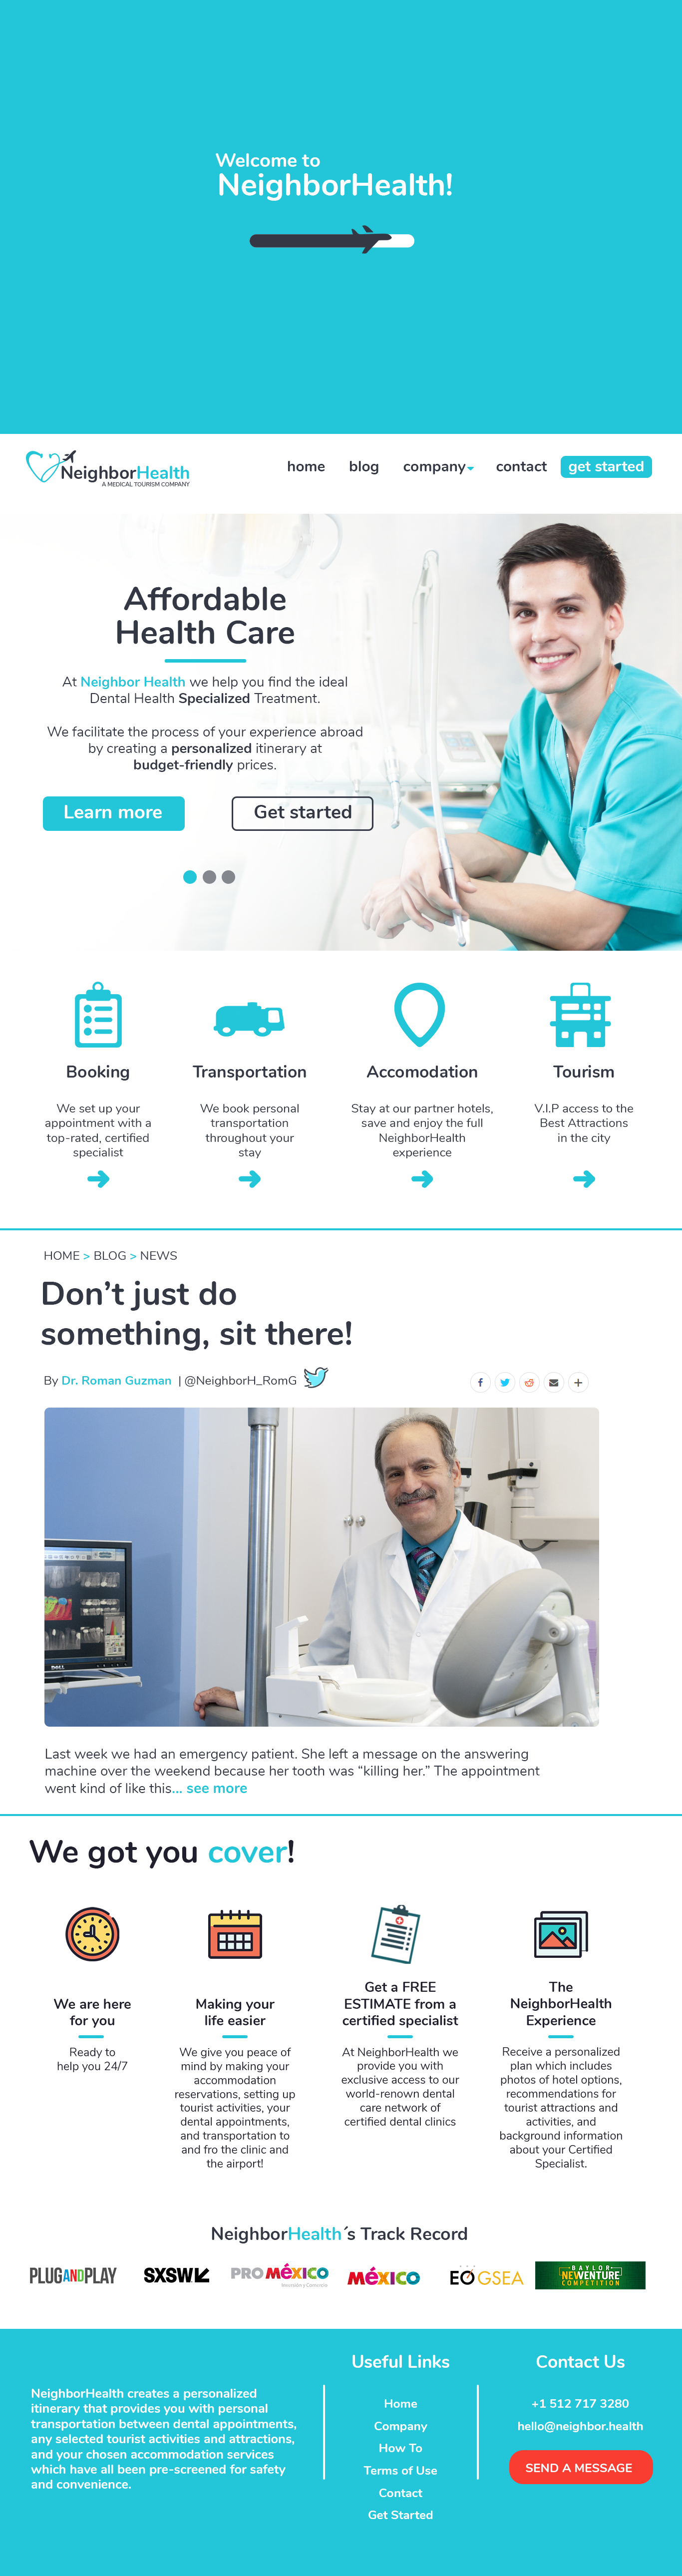 Welcome to
NeighborHealth!
NeighborHealth
A MEDICAL TOURISM COMPANY
home blog company contact get started
Affordable
Health Care
At Neighbor Health we help you find the ideal
Dental Health Specialized Treatment.
We facilitate the process of your experience abroad
by creating a personalized itinerary at
budget-friendly prices.
Learn more Get started
Booking
We set up your
appointment with a
top-rated, certified
specialist
Transportation
We book personal
transportation
throughout your
stay
Accomodation
Stay at our partner hotels,
save and enjoy the full
NeighborHealth
experience
Tourism
V.I.P access to the
Best Attractions
in the city
HOME > BLOG > NEWS
Don't just do
something, sit there!
By Dr. Roman Guzman | @NeighborH_RomG
DELL
Last week we had an emergency patient. She left a message on the answering
machine over the weekend because her tooth was “killing her.” The appointment
went kind of like this... see more
We got you cover!
We are here
for you
Ready to
help you 24/7
Making your
life easier
We give you peace of
mind by making your
accommodation
reservations, setting up
tourist activities, your
dental appointments,
and transportation to
and fro the clinic and
the airport!
Get a FREE
ESTIMATE from a
certified specialist
At NeighborHealth we
provide you with
exclusive access to our
world-renown dental
care network of
certified dental clinics
The
NeighborHealth
Experience
Receive a personalized
plan which includes
photos of hotel options,
recommendations for
tourist attractions and
activities, and
background information
about your Certified
Specialist.
NeighborHealth´s Track Record
PLUGANDPLAY
SXSW
PROMÉXICO
Inversión y Comercio
MÉXICO
EO GSEA
BAYLOR
NEW VENTURE
COMPETITION
NeighborHealth creates a personalized
itinerary that provides you with personal
transportation between dental appointments,
any selected tourist activities and attractions,
and your chosen accommodation services
which have all been pre-screened for safety
and convenience.
Useful Links
Home
Company
How To
Terms of Use
Contact
Get Started
Contact Us
+1 512 717 3280
hello@neighbor.health
SEND A MESSAGE